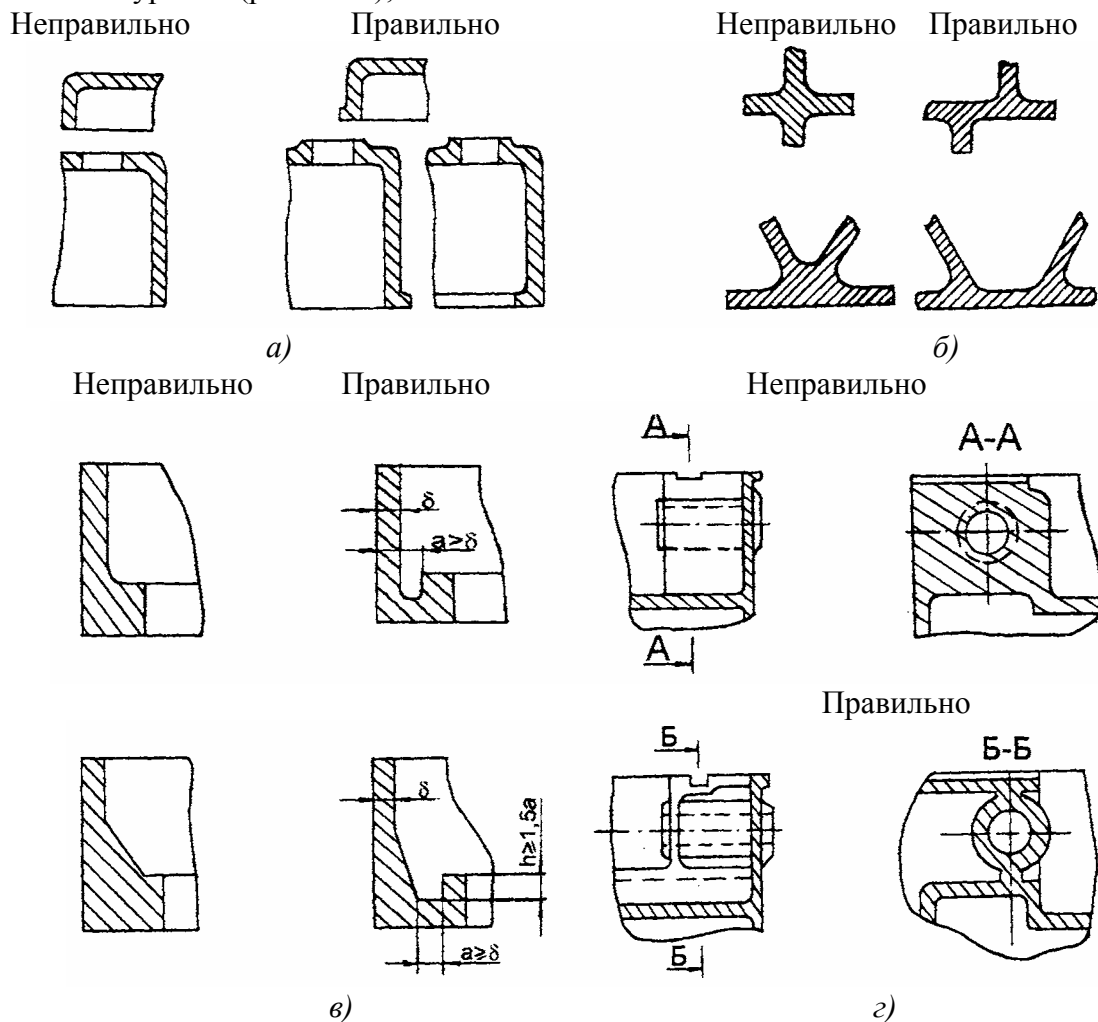 Неправильно Правильно Неправильно Правильно
а) б)
Неправильно Правильно Неправильно
А А-А
δ
a>δ
А
Правильно
Б Б-Б
δ
h≥1,5a
a≥δ
Б
в) г)